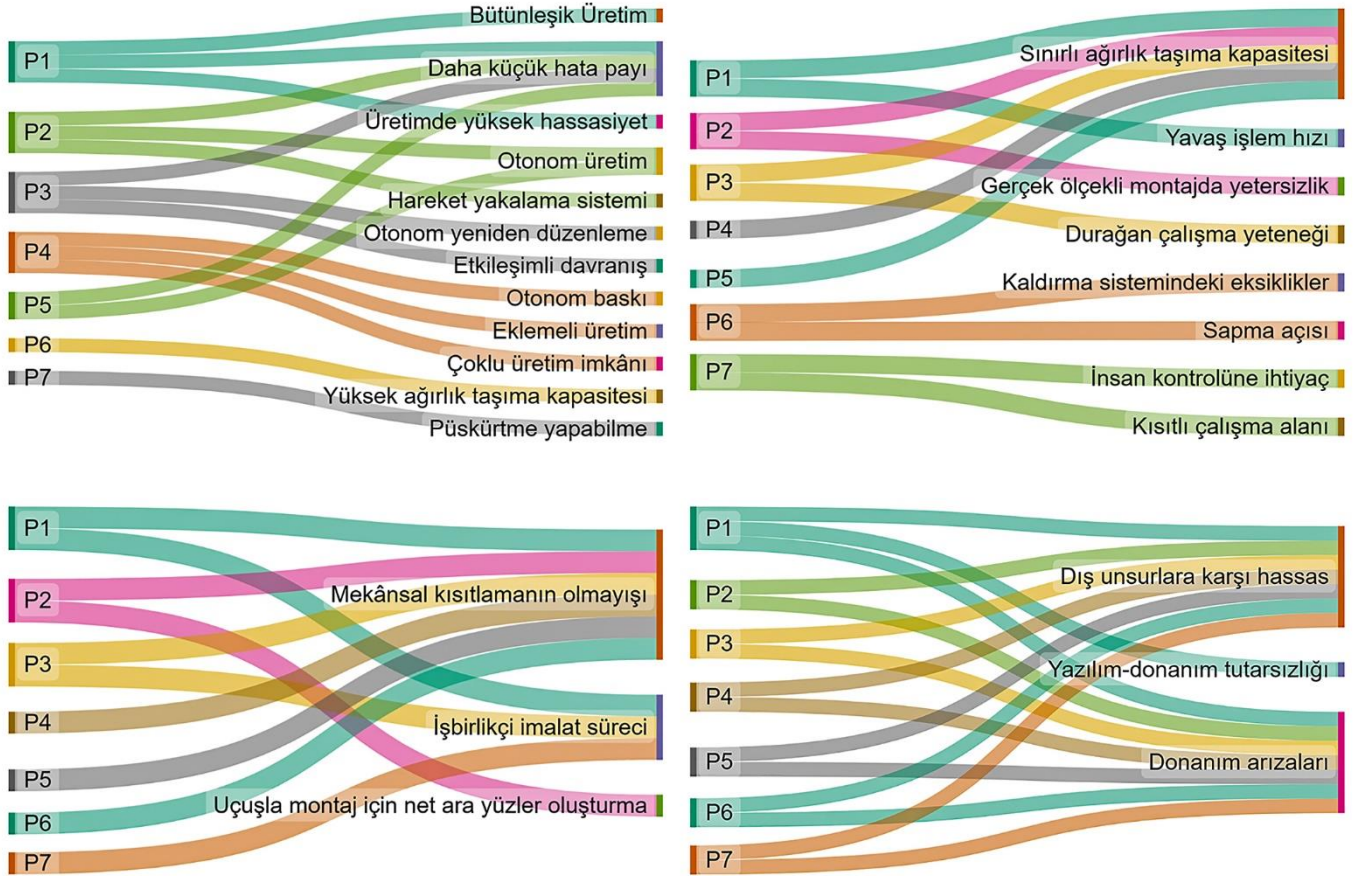 P1
P2
P3
P4
P5
P6
P7
Bütünleşik Üretim
Daha küçük hata payı
Üretimde yüksek hassasiyet
Otonom üretim
Hareket yakalama sistemi
Otonom yeniden düzenleme
Etkileşimli davranış
Otonom baskı
Eklemeli üretim
Çoklu üretim imkânı
Yüksek ağırlık taşıma kapasitesi
Püskürtme yapabilme
P1
P2
P3
P4
P5
P6
P7
Sınırlı ağırlık taşıma kapasitesi
Yavaş işlem hızı
Gerçek ölçekli montajda yetersizlik
Durağan çalışma yeteneği
Kaldırma sistemindeki eksiklikler
Sapma açısı
İnsan kontrolüne ihtiyaç
Kısıtlı çalışma alanı
P1
P2
P3
P4
P5
P6
P7
Mekânsal kısıtlamanın olmayışı
İşbirlikçi imalat süreci
Uçuşla montaj için net ara yüzler oluşturma
P1
P2
P3
P4
P5
P6
P7
Dış unsurlara karşı hassas
Yazılım-donanım tutarsızlığı
Donanım arızaları